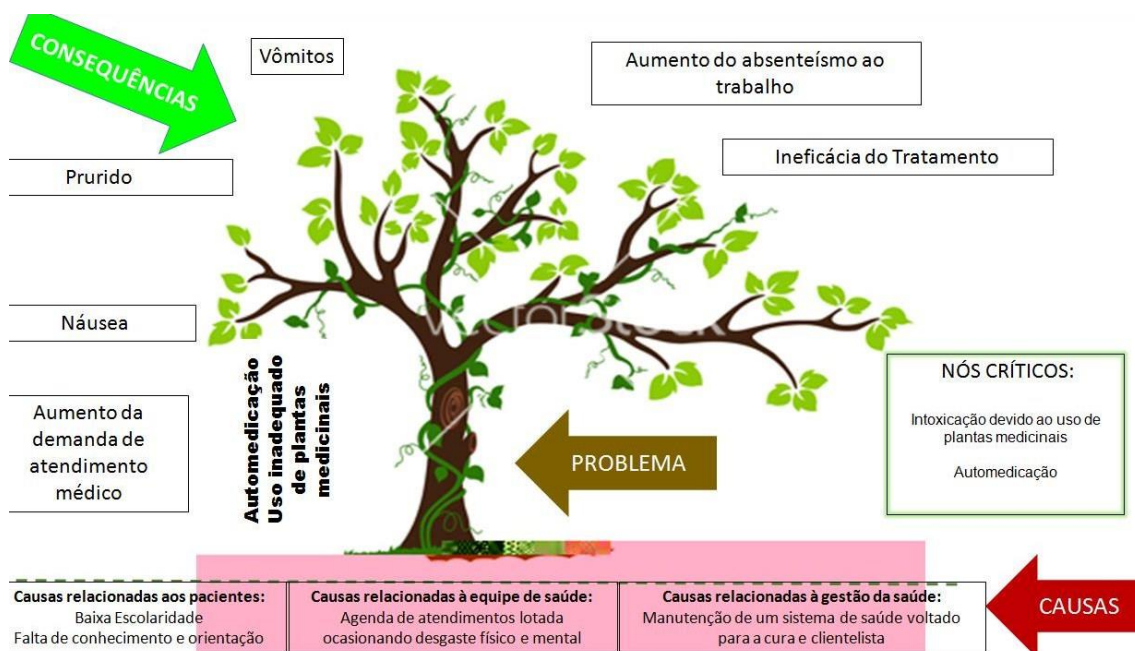 CONSEQUÊNCIAS
Vômitos
Aumento do absenteísmo ao
trabalho
Prurido
Ineficácia do Tratamento
Náusea
Aumento da
demanda de
atendimento
médico
Automedicação
Uso inadequado
de plantas
medicinais
PROBLEMA
NÓS CRÍTICOS:
Intoxicação devido ao uso de
plantas medicinais
Automedicação
Causas relacionadas aos pacientes:
Baixa Escolaridade
Falta de conhecimento e orientação
Causas relacionadas à equipe de saúde:
Agenda de atendimentos lotada
ocasionando desgaste físico e mental
Causas relacionadas à gestão da saúde:
Manutenção de um sistema de saúde voltado
para a cura e clientelista
CAUSAS